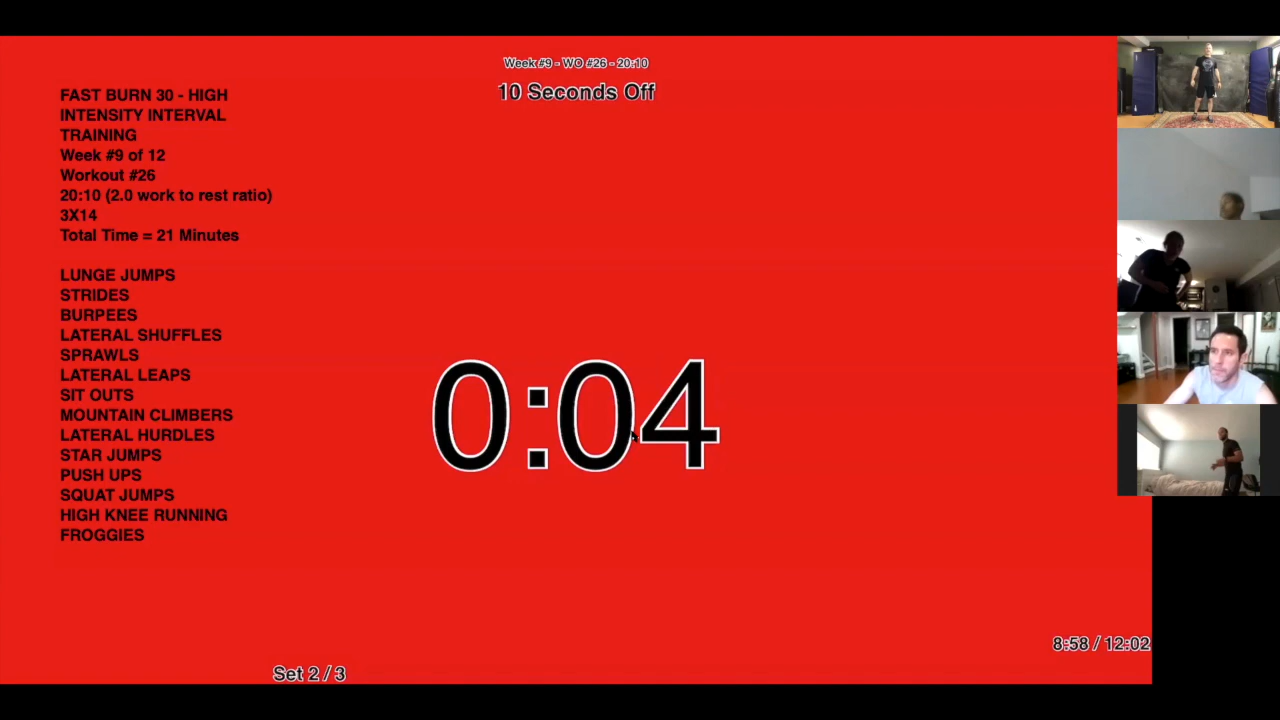 Week #9 - WO #26 - 20:10
10 Seconds Off
FAST BURN 30 - HIGH
INTENSITY INTERVAL
TRAINING
Week #9 of 12
Workout #26
20:10 (2.0 work to rest ratio)
3X14
Total Time = 21 Minutes
LUNGE JUMPS
STRIDES
BURPEES
LATERAL SHUFFLES
SPRAWLS
LATERAL LEAPS
SIT OUTS
MOUNTAIN CLIMBERS
LATERAL HURDLES
STAR JUMPS
PUSH UPS
SQUAT JUMPS
HIGH KNEE RUNNING
FROGGIES
0:04
8:58 / 12:02
Set 2 / 3